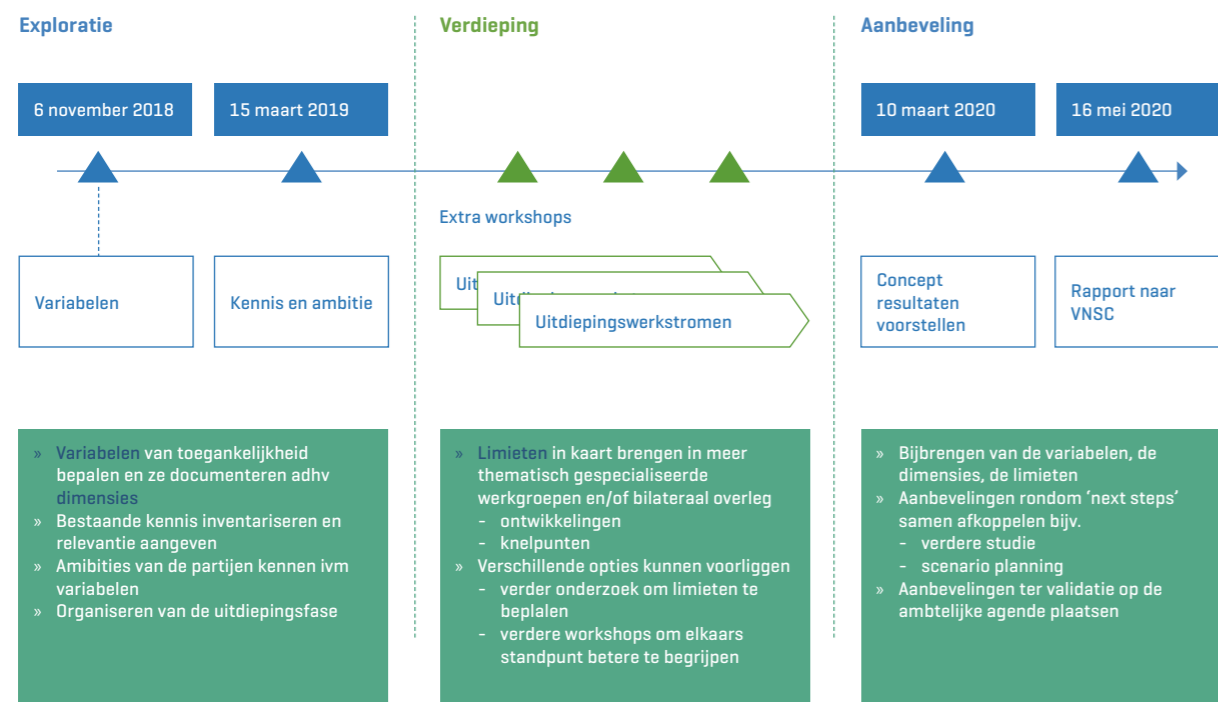 Exploratie
Verdieping
Aanbeveling
6 november 2018
15 maart 2019
10 maart 2020
16 mei 2020
Extra workshops
Variabelen
Kennis en ambitie
Uit
Uit
Uitdiepingswerkstromen
Concept
resultaten
voorstellen
Rapport naar
VNSC
» Variabelen van toegankelijkheid
bepalen en ze documenteren adhv
dimensies
» Bestaande kennis inventariseren en
relevantie aangeven
» Amibities van de partijen kennen ivm
variabelen
» Organiseren van de uitdiepingsfase
» Limieten in kaart brengen in meer
thematisch gespecialiseerde
werkgroepen en/of bilateraal overleg
- ontwikkelingen
- knelpunten
» Verschillende opties kunnen voorliggen
- verder onderzoek om limieten te
beplalen
- verdere workshops om elkaars
standpunt betere te begrijpen
» Bijbrengen van de variabelen, de
dimensies, de limieten
» Aanbevelingen rondom ‘next steps’
samen afkoppelen bijv.
- verdere studie
- scenario planning
» Aanbevelingen ter validatie op de
ambtelijke agende plaatsen